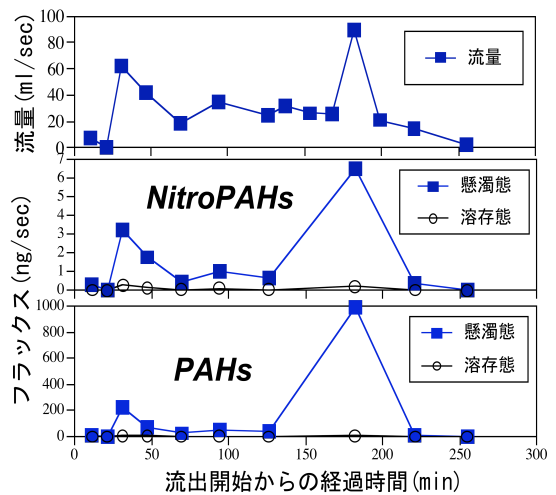 100
80
60
40
20
0
流量(ml/sec)
流量
7
6
5
4
3
2
1
0
NitroPAHs
懸濁態
溶存態
フラックス(ng/sec)
1000
800
600
400
200
0
PAHs
懸濁態
溶存態
0 50 100 150 200 250 300
流出開始からの経過時間(min)